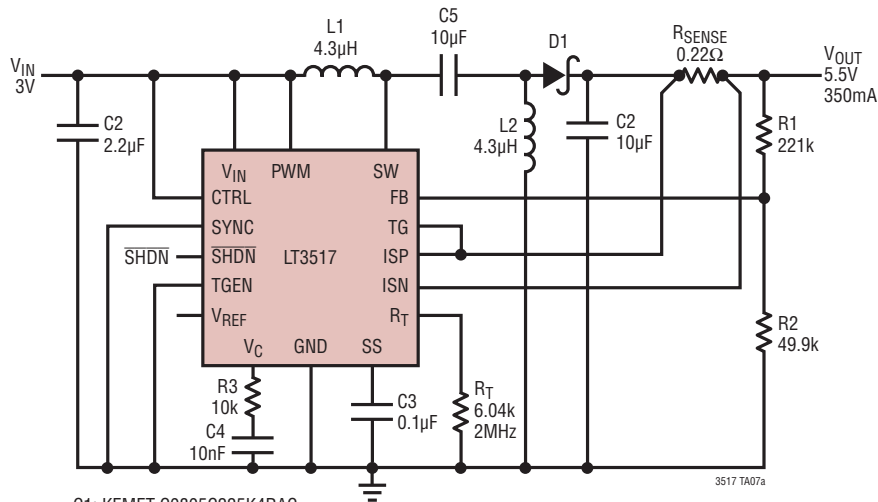 L1
4.3µH
C5
10µF
D1
RSENSE
0.22Ω
VIN
3V
VOUT
5.5V
350mA
C2
2.2µF
L2
4.3µH
C2
10µF
R1
221k
VIN PWM SW
CTRL
FB
SYNC
TG
SHDN
SHDN
LT3517
ISP
TGEN
ISN
VREF
RT
VC GND SS
R2
49.9k
R3
10k
C4
10nF
C3
0.1µF
RT
6.04k
2MHz
3517 TA07a